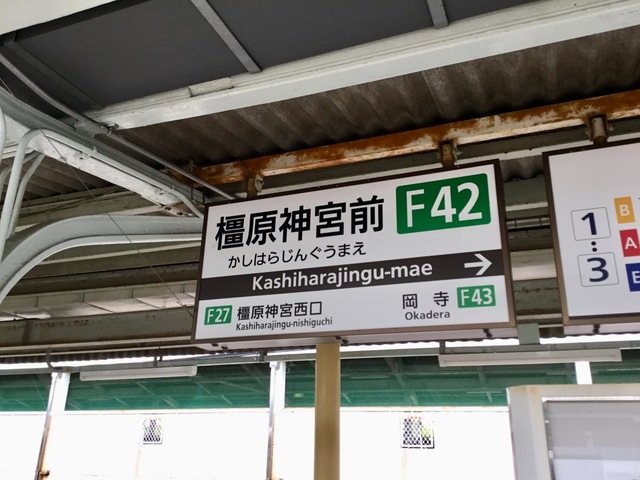 橿原神宮前 F42
かしはらじんぐうまえ
Kashiharajingu-mae →
F27 橿原神宮西口
Kashiharajingu-nishiguchi
岡寺 F43
Okadera
1
3
B
A